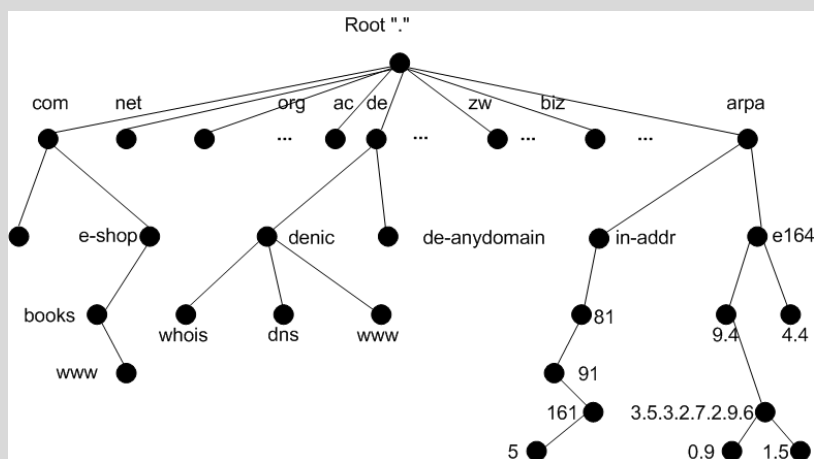 Root "."
com net org ac de zw biz arpa
... ... ... ...
e-shop denic de-anydomain in-addr e164
books whois dns www 81 9.4 4.4
www 91
161 3.5.3.2.7.2.9.6
5 0.9 1.5